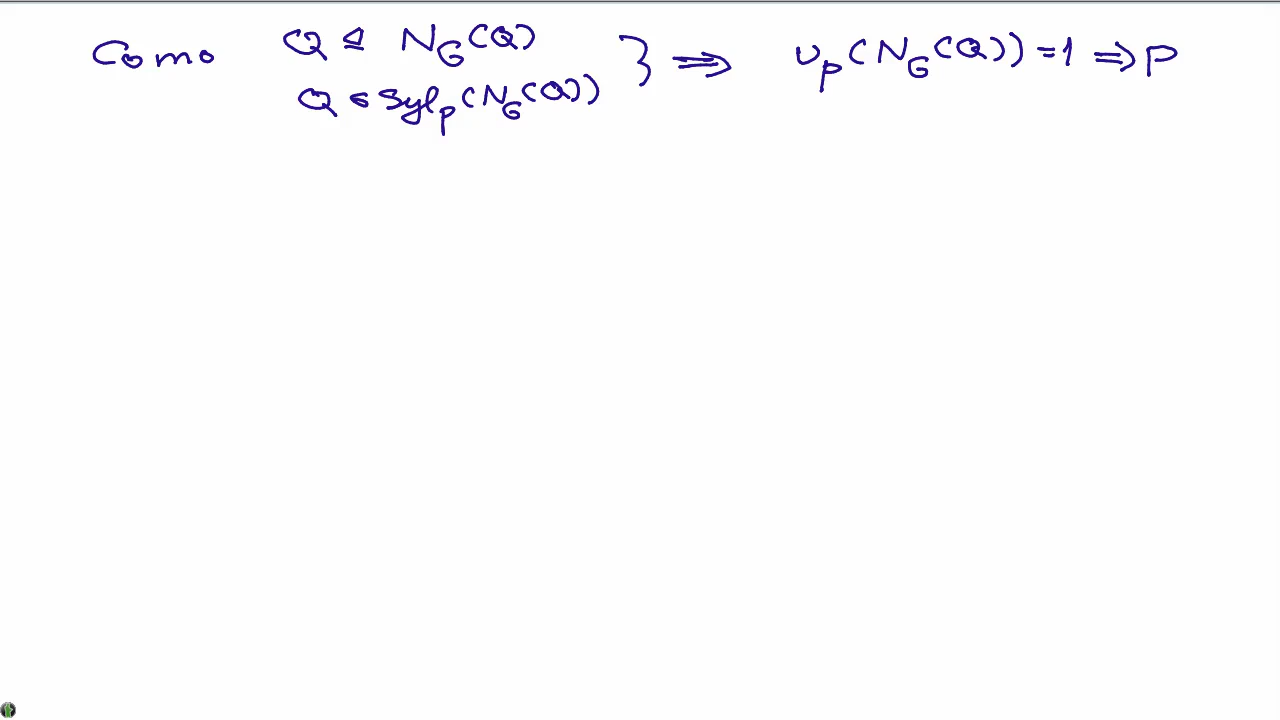 Como Q ⊴ N_G(Q) } ⟹ ν_p(N_G(Q)) = 1 ⟹ P
Q ∈ Syl_p(N_G(Q))